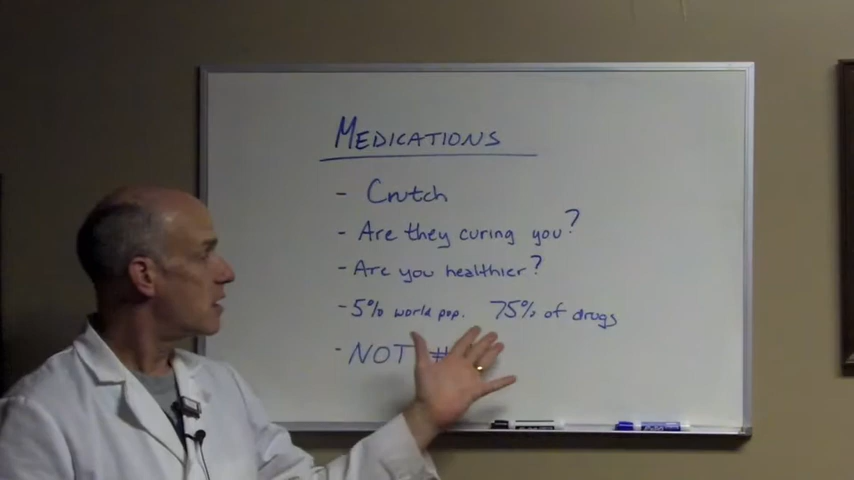 MEDICATIONS
- Crutch
- Are they curing you?
- Are you healthier?
- 5% world pop. 75% of drugs
- NOT #